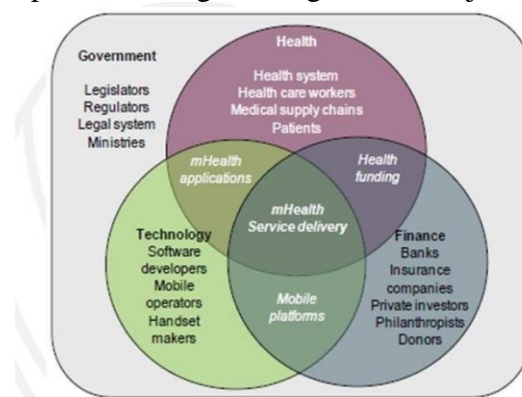 Government
Legislators
Regulators
Legal system
Ministries
Health
Health system
Health care workers
Medical supply chains
Patients
mHealth
applications
Health
funding
mHealth
Service delivery
Technology
Software
developers
Mobile
operators
Handset
makers
Finance
Banks
Insurance
companies
Private investors
Philanthropists
Donors
Mobile
platforms